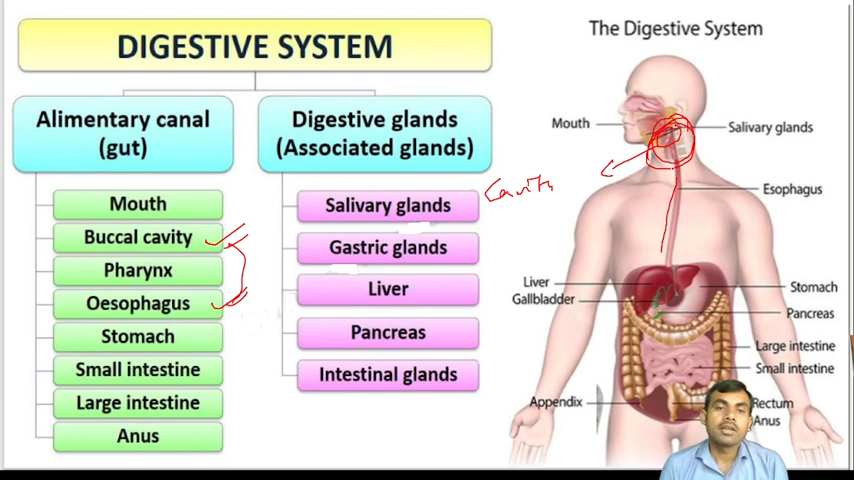 DIGESTIVE SYSTEM
Alimentary canal
(gut)
Mouth
Buccal cavity
Pharynx
Oesophagus
Stomach
Small intestine
Large intestine
Anus
Digestive glands
(Associated glands)
Salivary glands
Gastric glands
Liver
Pancreas
Intestinal glands
Cavity
The Digestive System
Mouth
Salivary glands
Esophagus
Liver
Gallbladder
Stomach
Pancreas
Large intestine
Small intestine
Appendix
Rectum
Anus